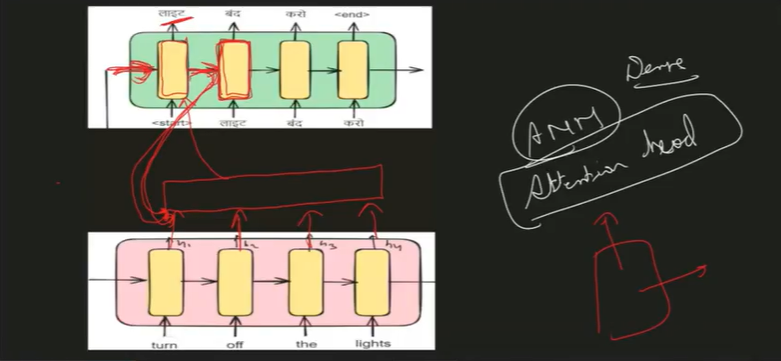 लाइट बंद करो <end>
<start> लाइट बंद करो
Dense
ANN
Attention head
h1 h2 h3 h4
turn off the lights